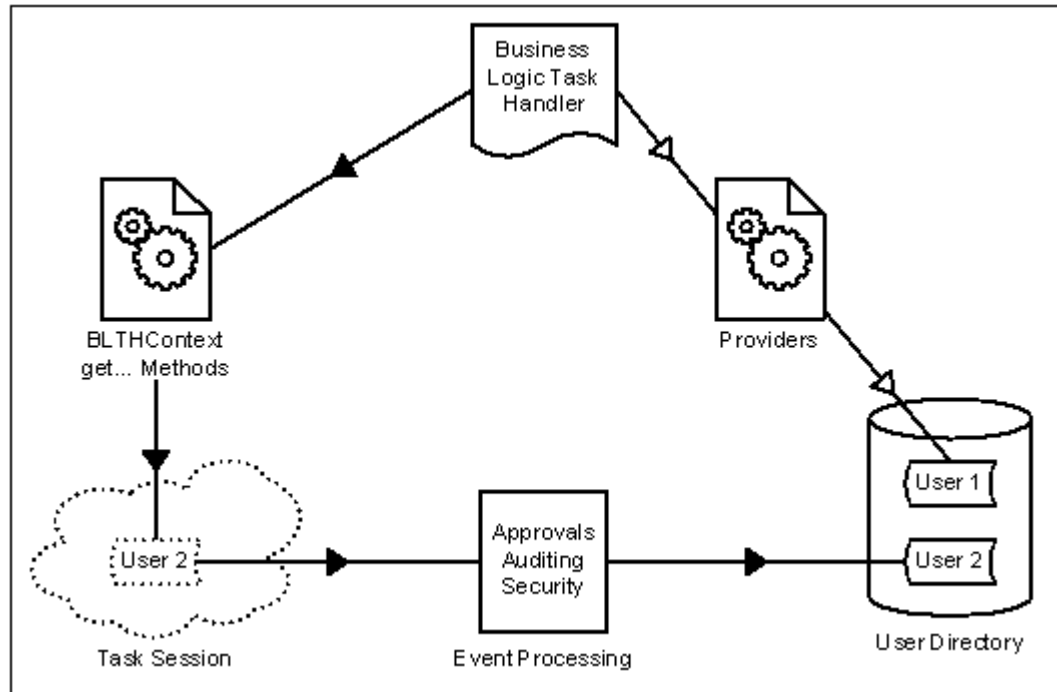 Business
Logic Task
Handler
BLTHContext
get... Methods
Providers
User 1
User 2
Approvals
Auditing
Security
User 2
Task Session
Event Processing
User Directory